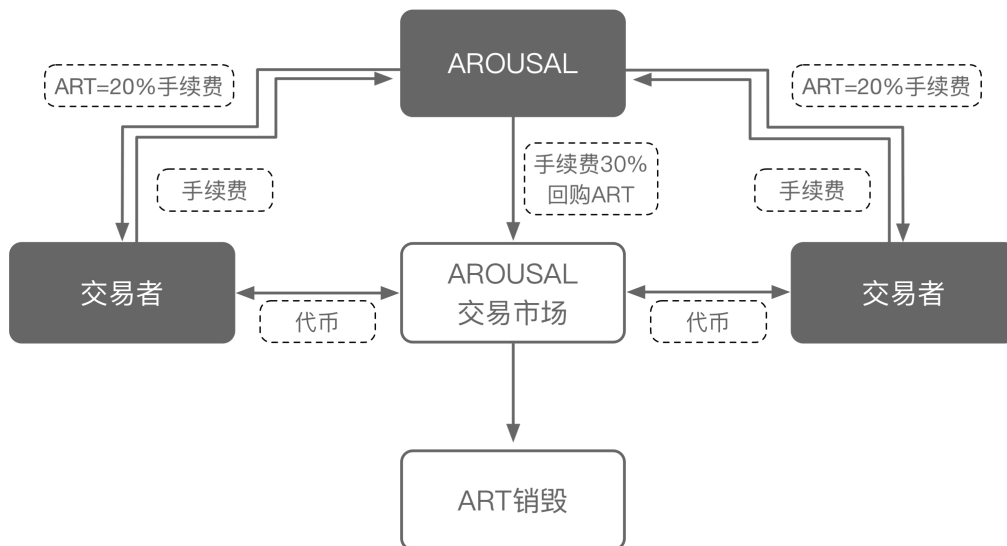 AROUSAL
ART=20%手续费
ART=20%手续费
手续费30%
回购ART
手续费
手续费
交易者
AROUSAL
交易市场
交易者
代币
代币
ART销毁